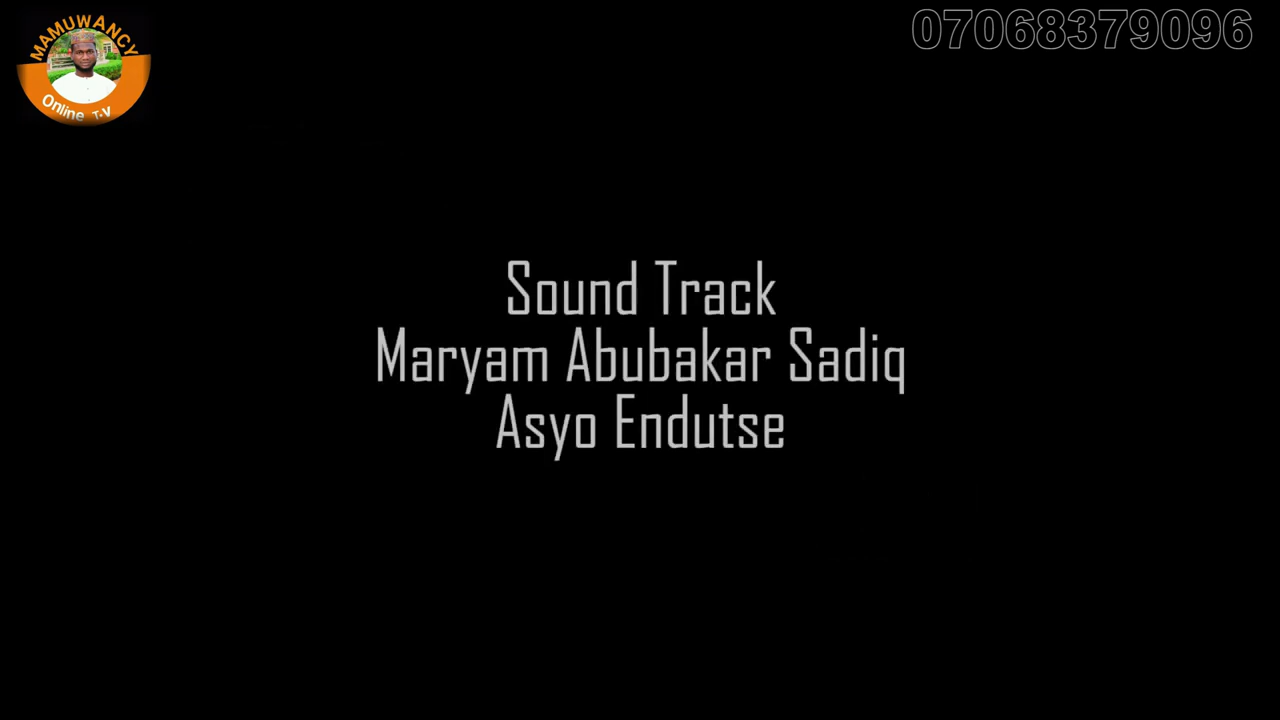 MAMUWANCY
Online T.V
07068379096
Sound Track
Maryam Abubakar Sadiq
Asyo Endutse